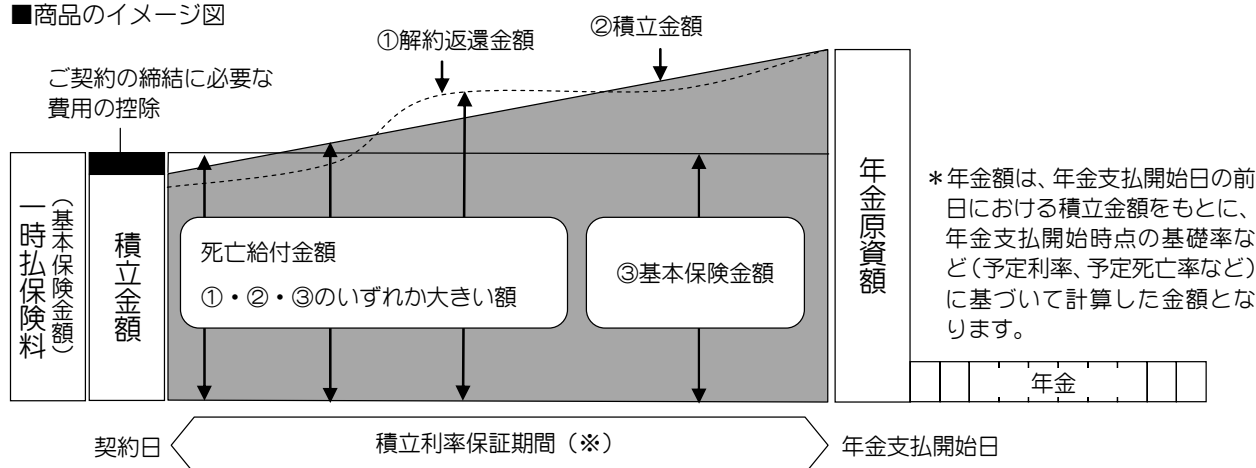 ■商品のイメージ図
①解約返還金額
②積立金額
ご契約の締結に必要な
費用の控除
一時払保険料
（基本保険金額）
積立金額
死亡給付金額
①・②・③のいずれか大きい額
③基本保険金額
年金原資額
＊年金額は、年金支払開始日の前
日における積立金額をもとに、
年金支払開始時点の基礎率な
ど（予定利率、予定死亡率など）
に基づいて計算した金額とな
ります。
年金
契約日
積立利率保証期間（※）
年金支払開始日